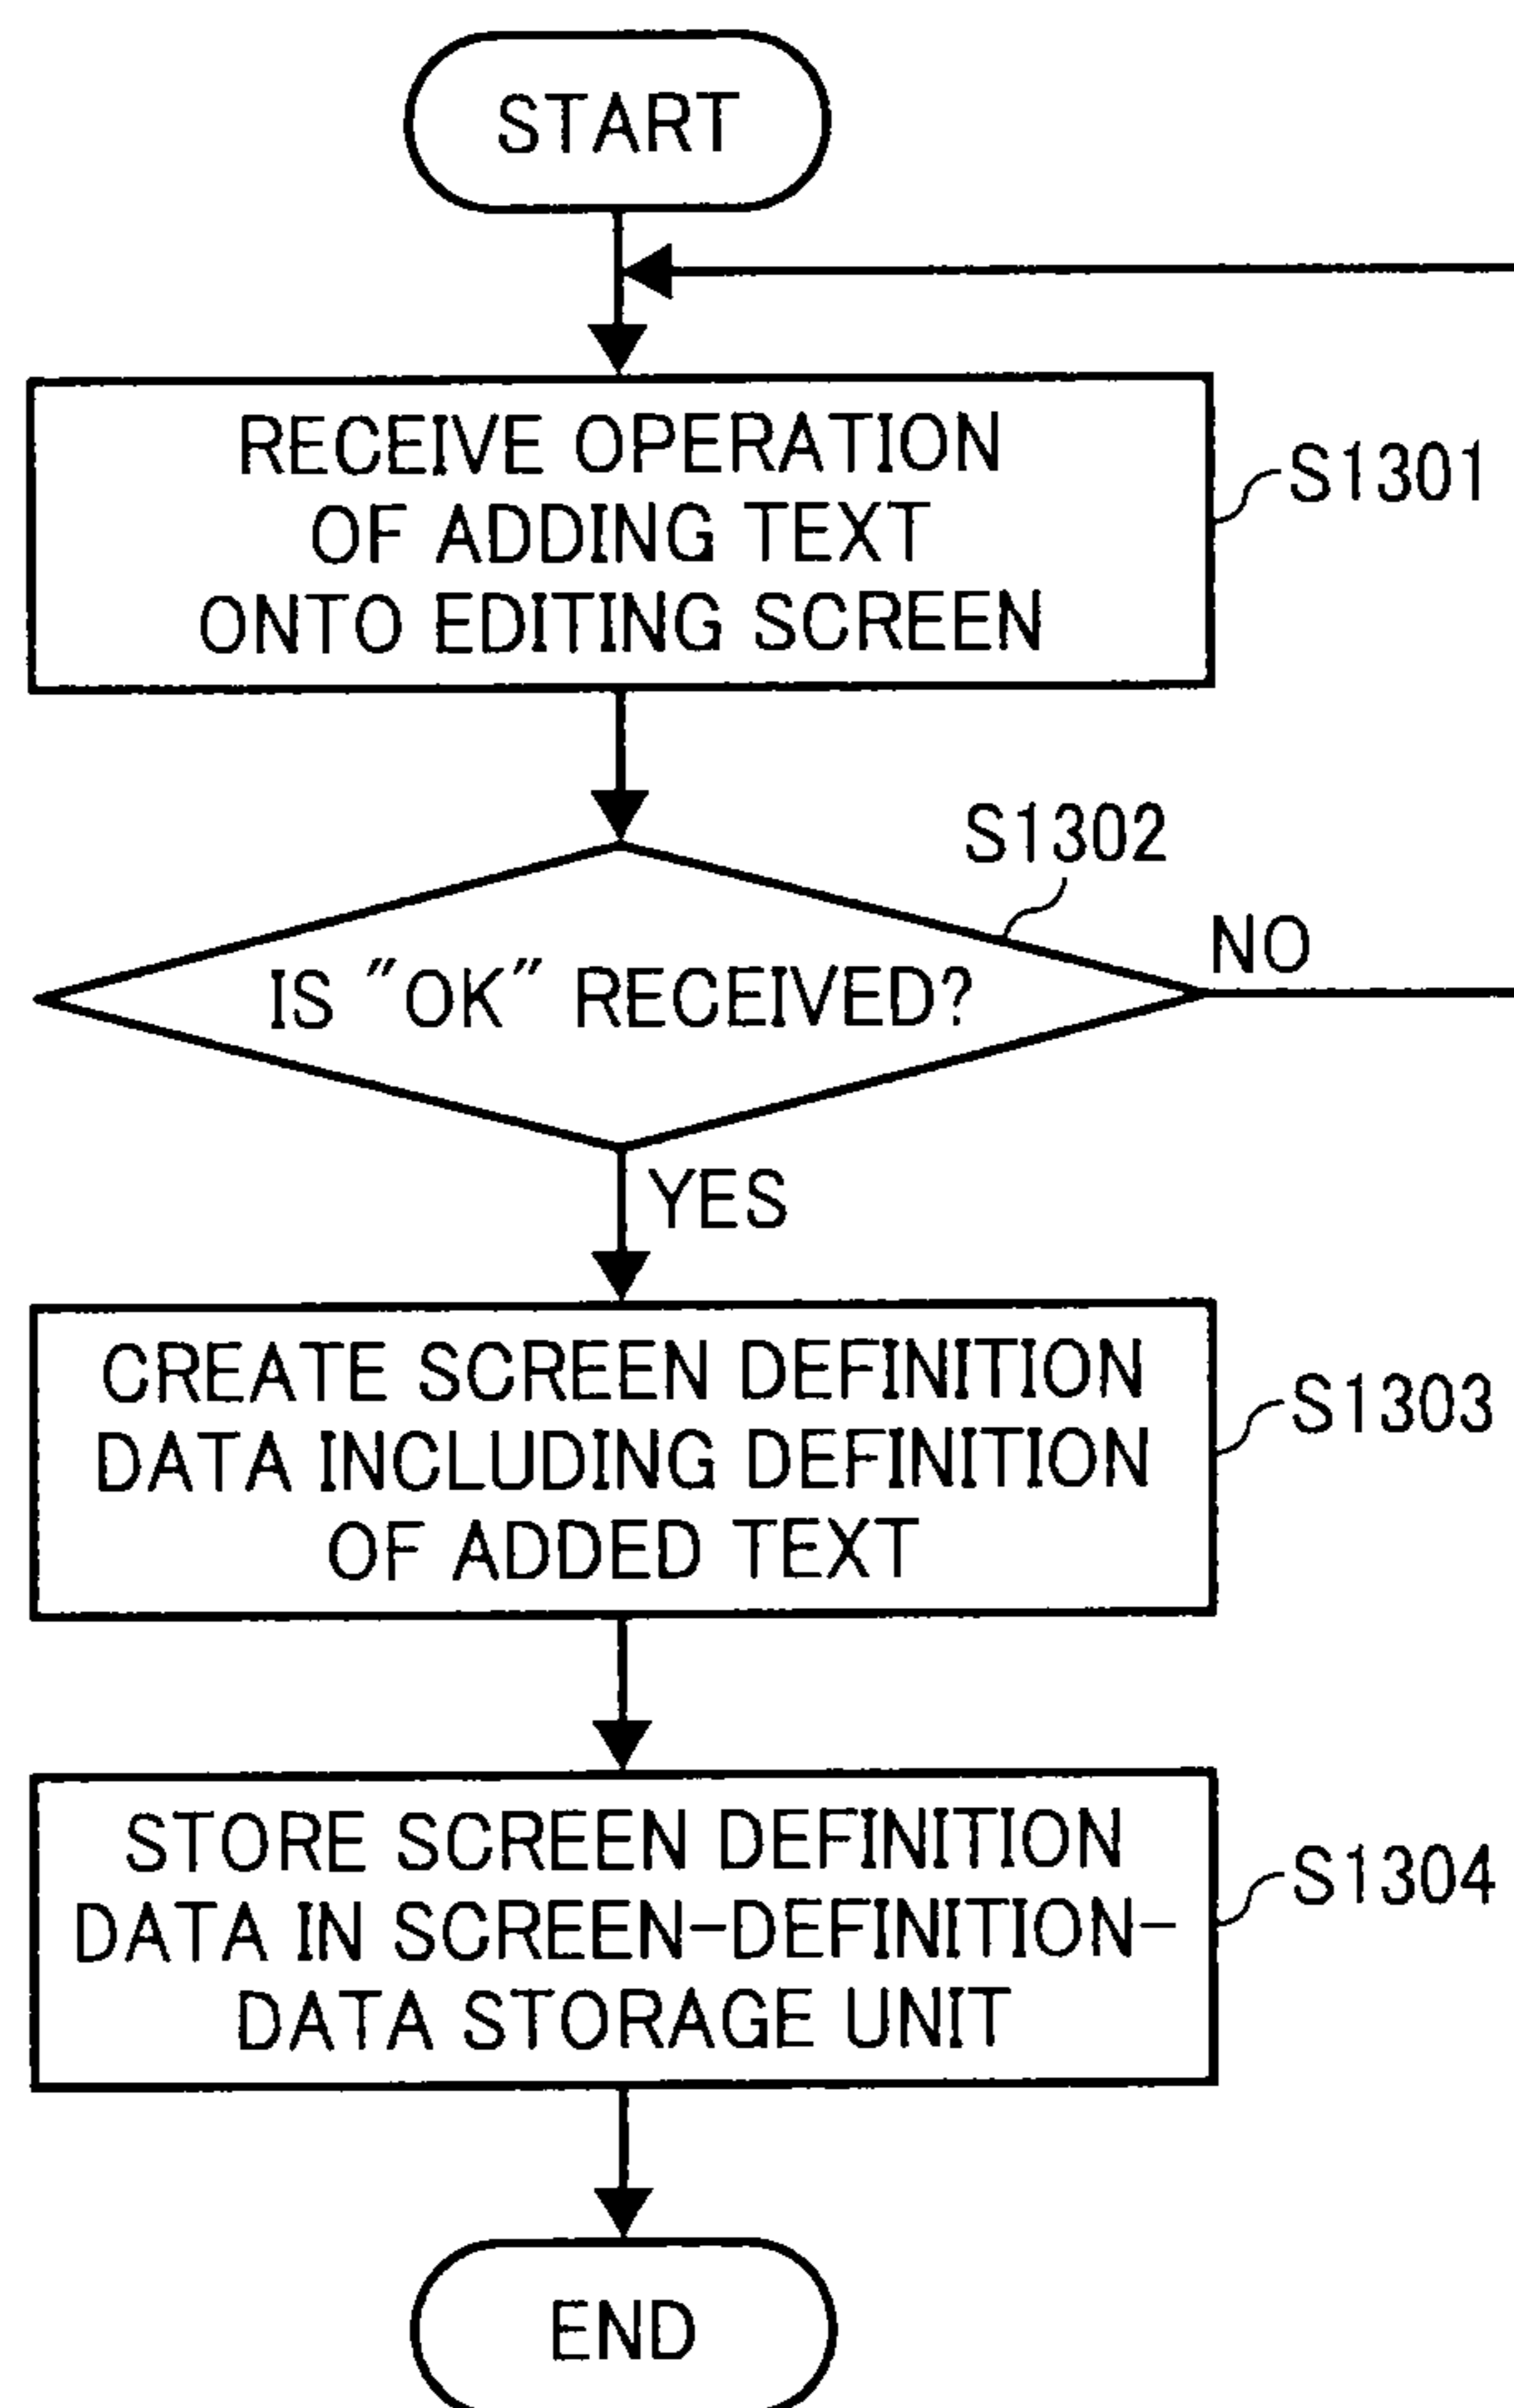 START
RECEIVE OPERATION
OF ADDING TEXT
ONTO EDITING SCREEN
S1301
S1302
IS "OK" RECEIVED?
NO
YES
CREATE SCREEN DEFINITION
DATA INCLUDING DEFINITION
OF ADDED TEXT
S1303
STORE SCREEN DEFINITION
DATA IN SCREEN-DEFINITION-
DATA STORAGE UNIT
S1304
END